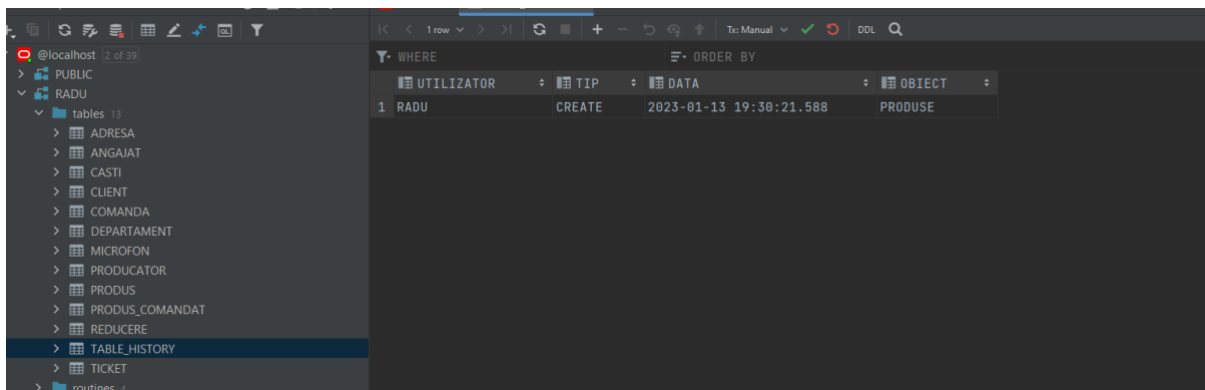 1 row
Tx: Manual
DDL
@localhost 2 of 39
PUBLIC
RADU
tables 13
ADRESA
ANGAJAT
CASTI
CLIENT
COMANDA
DEPARTAMENT
MICROFON
PRODUCATOR
PRODUS
PRODUS_COMANDAT
REDUCERE
TABLE_HISTORY
TICKET
routines
WHERE
ORDER BY
UTILIZATOR TIP DATA OBIECT
1 RADU CREATE 2023-01-13 19:30:21.588 PRODUSE